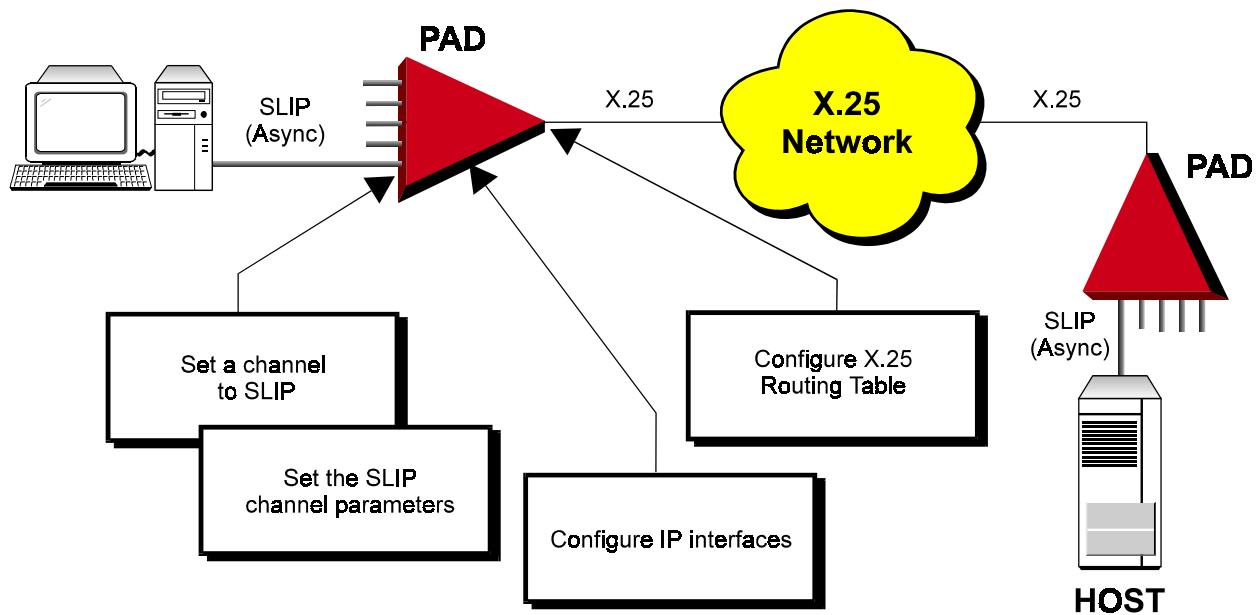 PAD
SLIP
(Async)
X.25
X.25
Network
X.25
PAD
SLIP
(Async)
Set a channel
to SLIP
Set the SLIP
channel parameters
Configure IP interfaces
Configure X.25
Routing Table
HOST